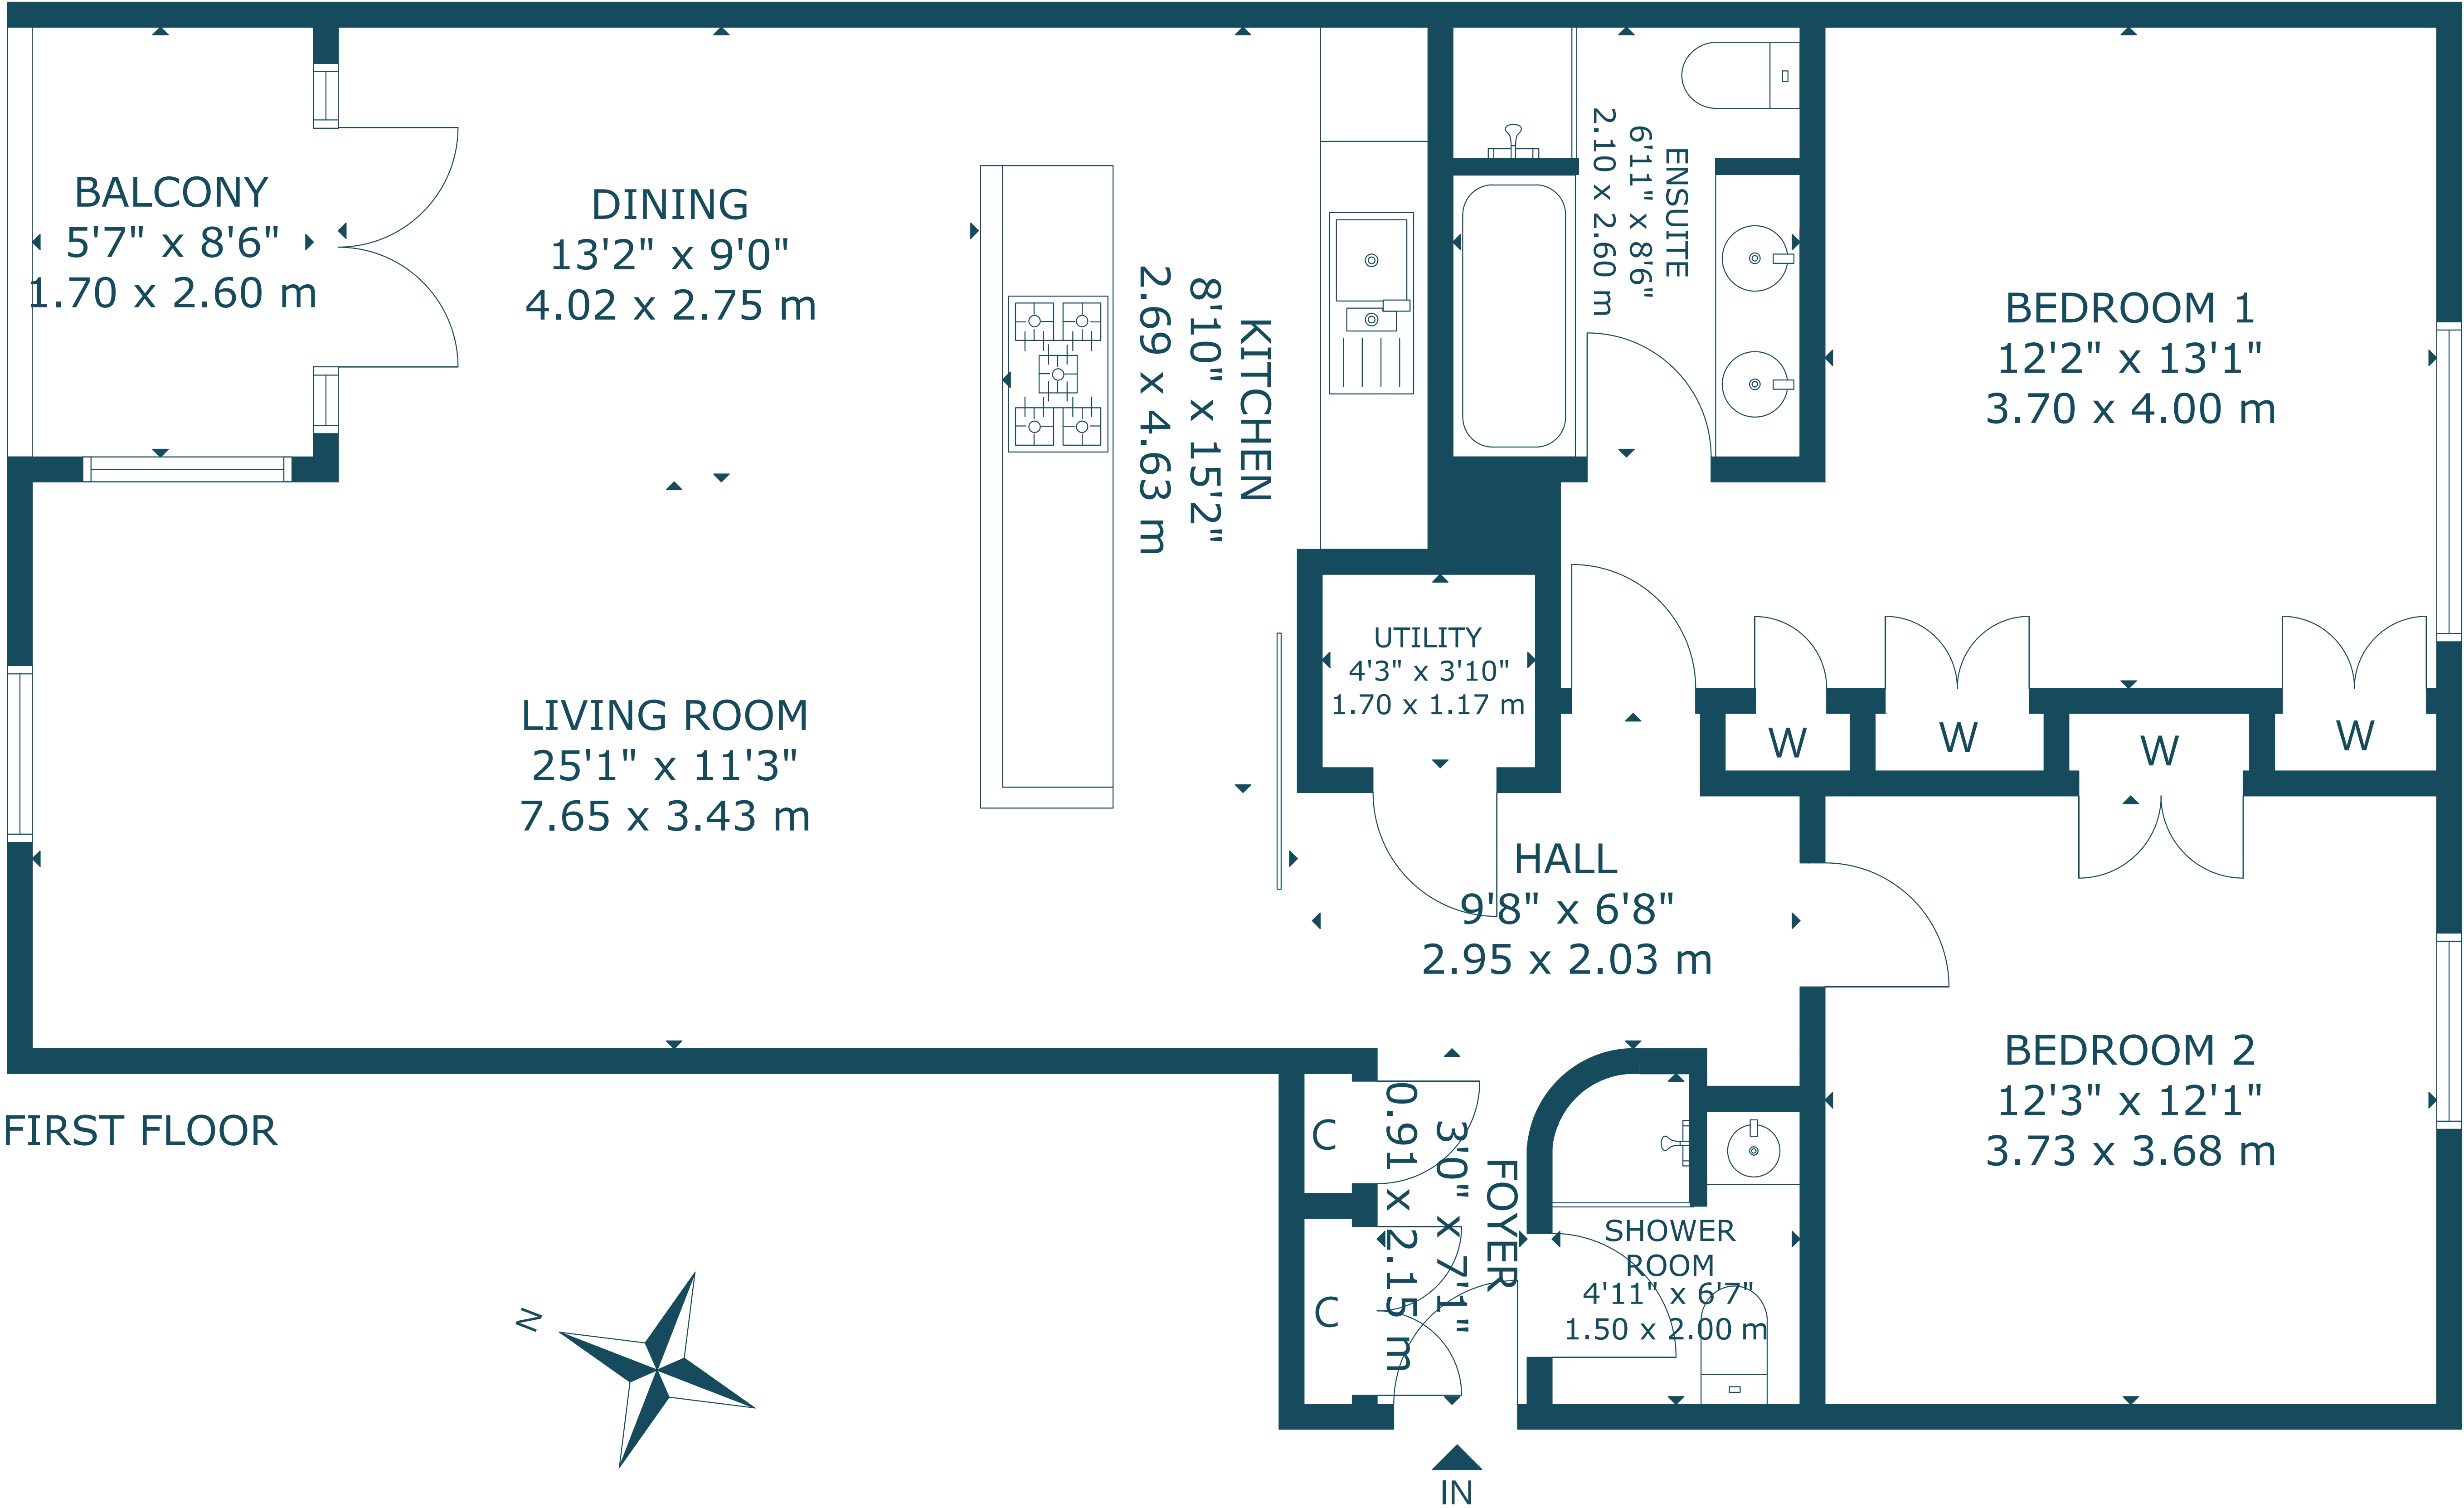 BALCONY
5'7" x 8'6"
1.70 x 2.60 m
DINING
13'2" x 9'0"
4.02 x 2.75 m
KITCHEN
8'10" x 15'2"
2.69 x 4.63 m
ENSUITE
6'11" x 8'6"
2.10 x 2.60 m
BEDROOM 1
12'2" x 13'1"
3.70 x 4.00 m
UTILITY
4'3" x 3'10"
1.70 x 1.17 m
LIVING ROOM
25'1" x 11'3"
7.65 x 3.43 m
W
W
W
W
HALL
9'8" x 6'8"
2.95 x 2.03 m
BEDROOM 2
12'3" x 12'1"
3.73 x 3.68 m
FIRST FLOOR
C
C
FOYER
3'0" x 7'1"
0.91 x 2.15 m
SHOWER
ROOM
4'11" x 6'7"
1.50 x 2.00 m
N
IN